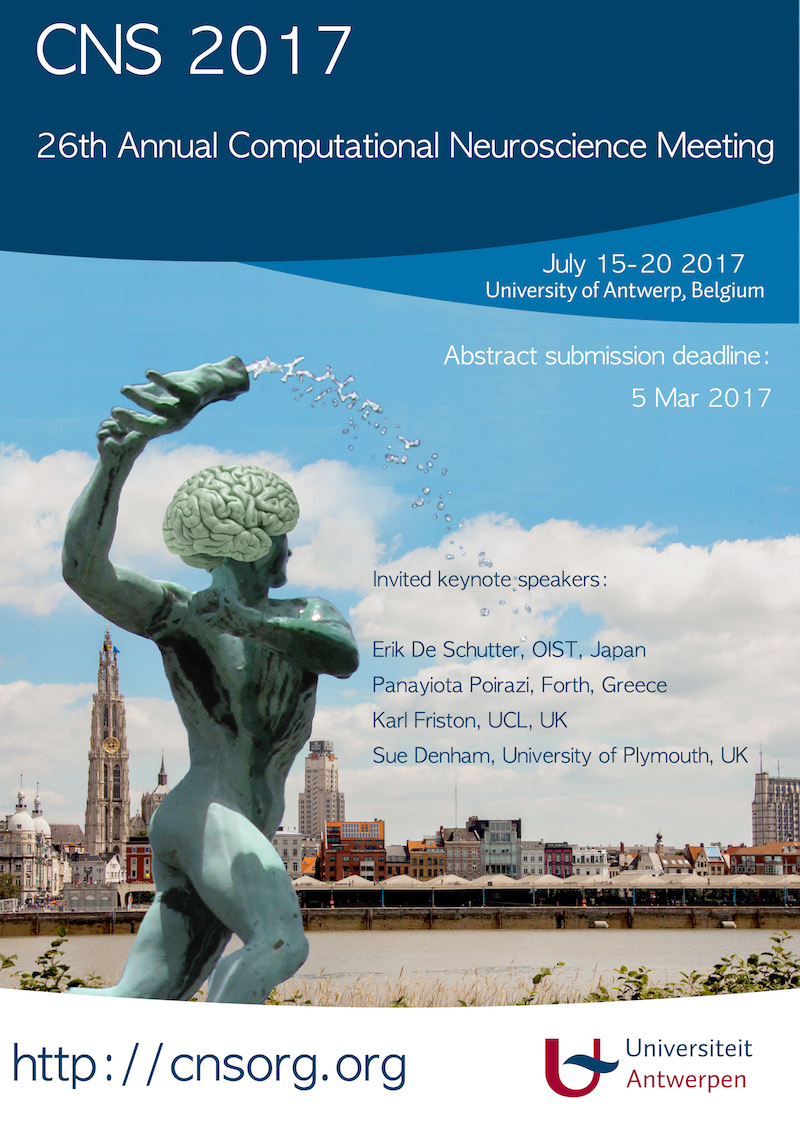 CNS 2017
26th Annual Computational Neuroscience Meeting
July 15-20 2017
University of Antwerp, Belgium
Abstract submission deadline:
5 Mar 2017
Invited keynote speakers:
Erik De Schutter, OIST, Japan
Panayiota Poirazi, Forth, Greece
Karl Friston, UCL, UK
Sue Denham, University of Plymouth, UK
http://cnsorg.org
Universiteit
Antwerpen